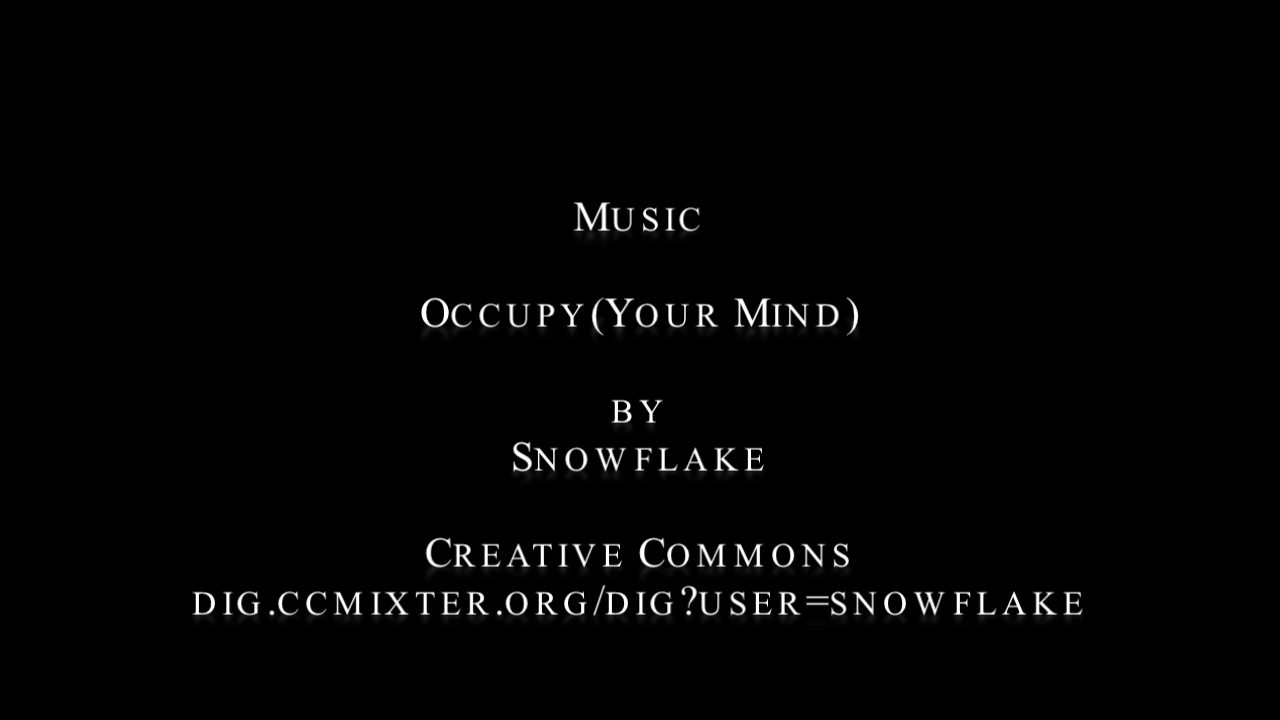 Music
Occupy(Your Mind)
by
Snowflake
Creative Commons
dig.ccmixter.org/dig?user=snowflake